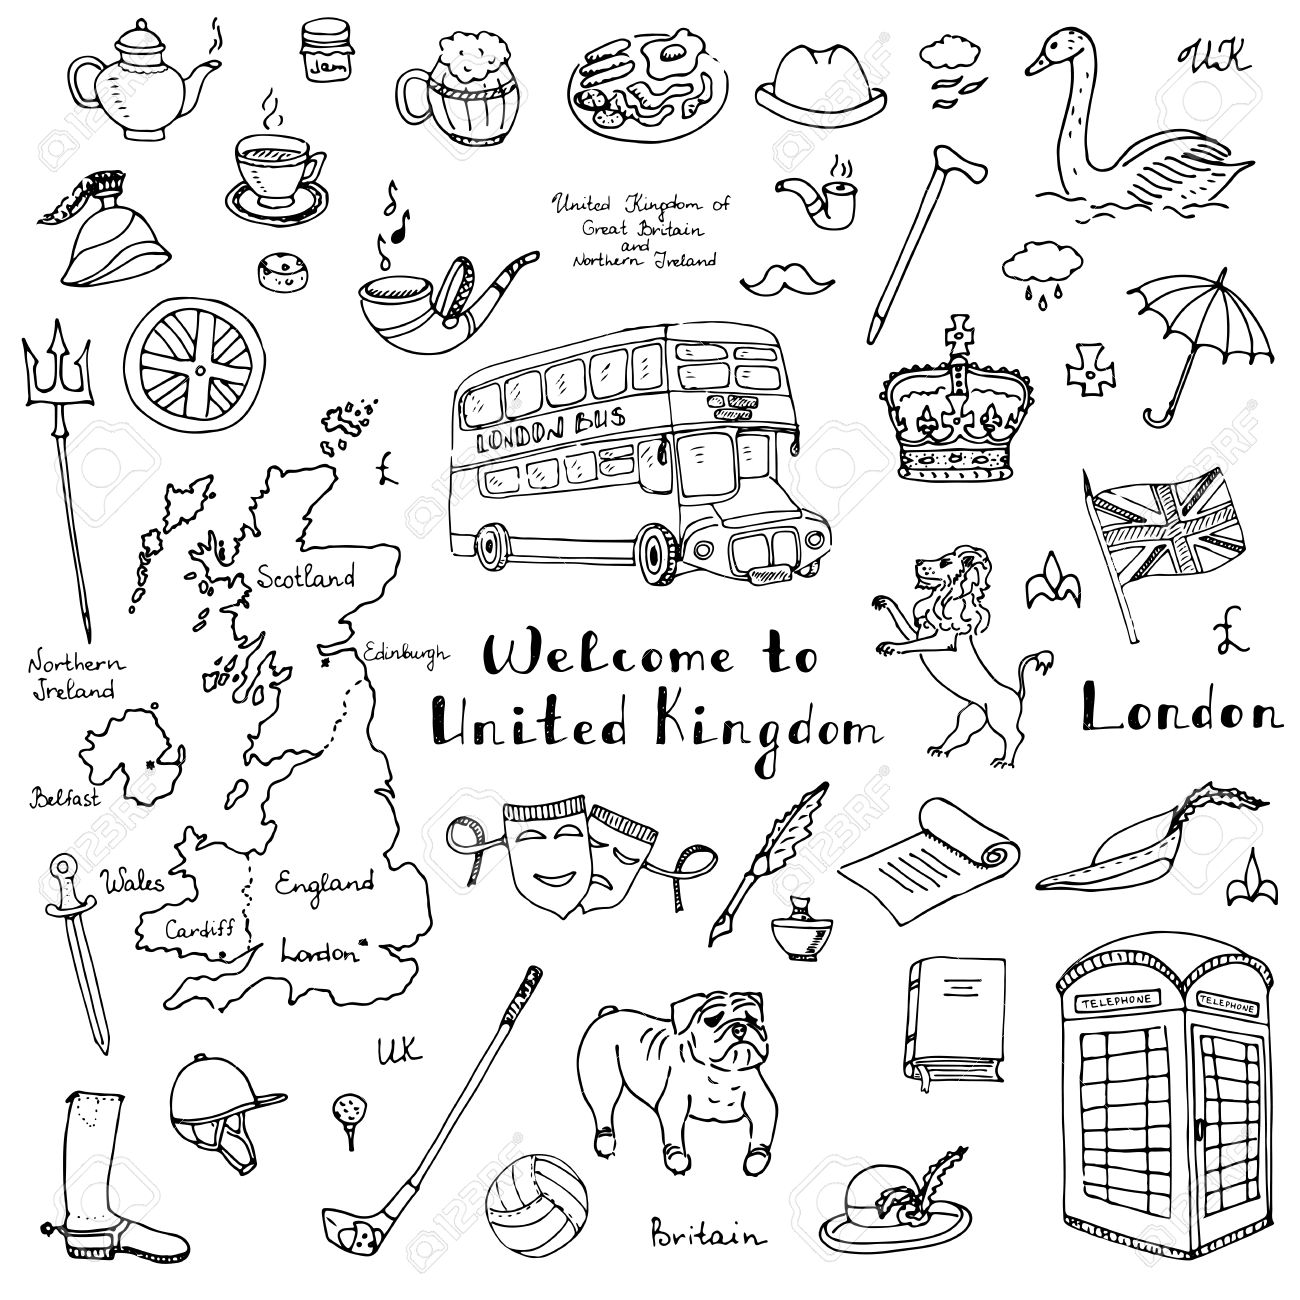 Jam
UK
United Kingdom of
Great Britain
and
Northern Ireland
LONDON BUS
£
Scotland
Edinburgh
Northern
Ireland
Belfast
Wales
Cardiff
England
London
Welcome to
United Kingdom
£
London
TELEPHONE
TELEPHONE
UK
Britain
123RF